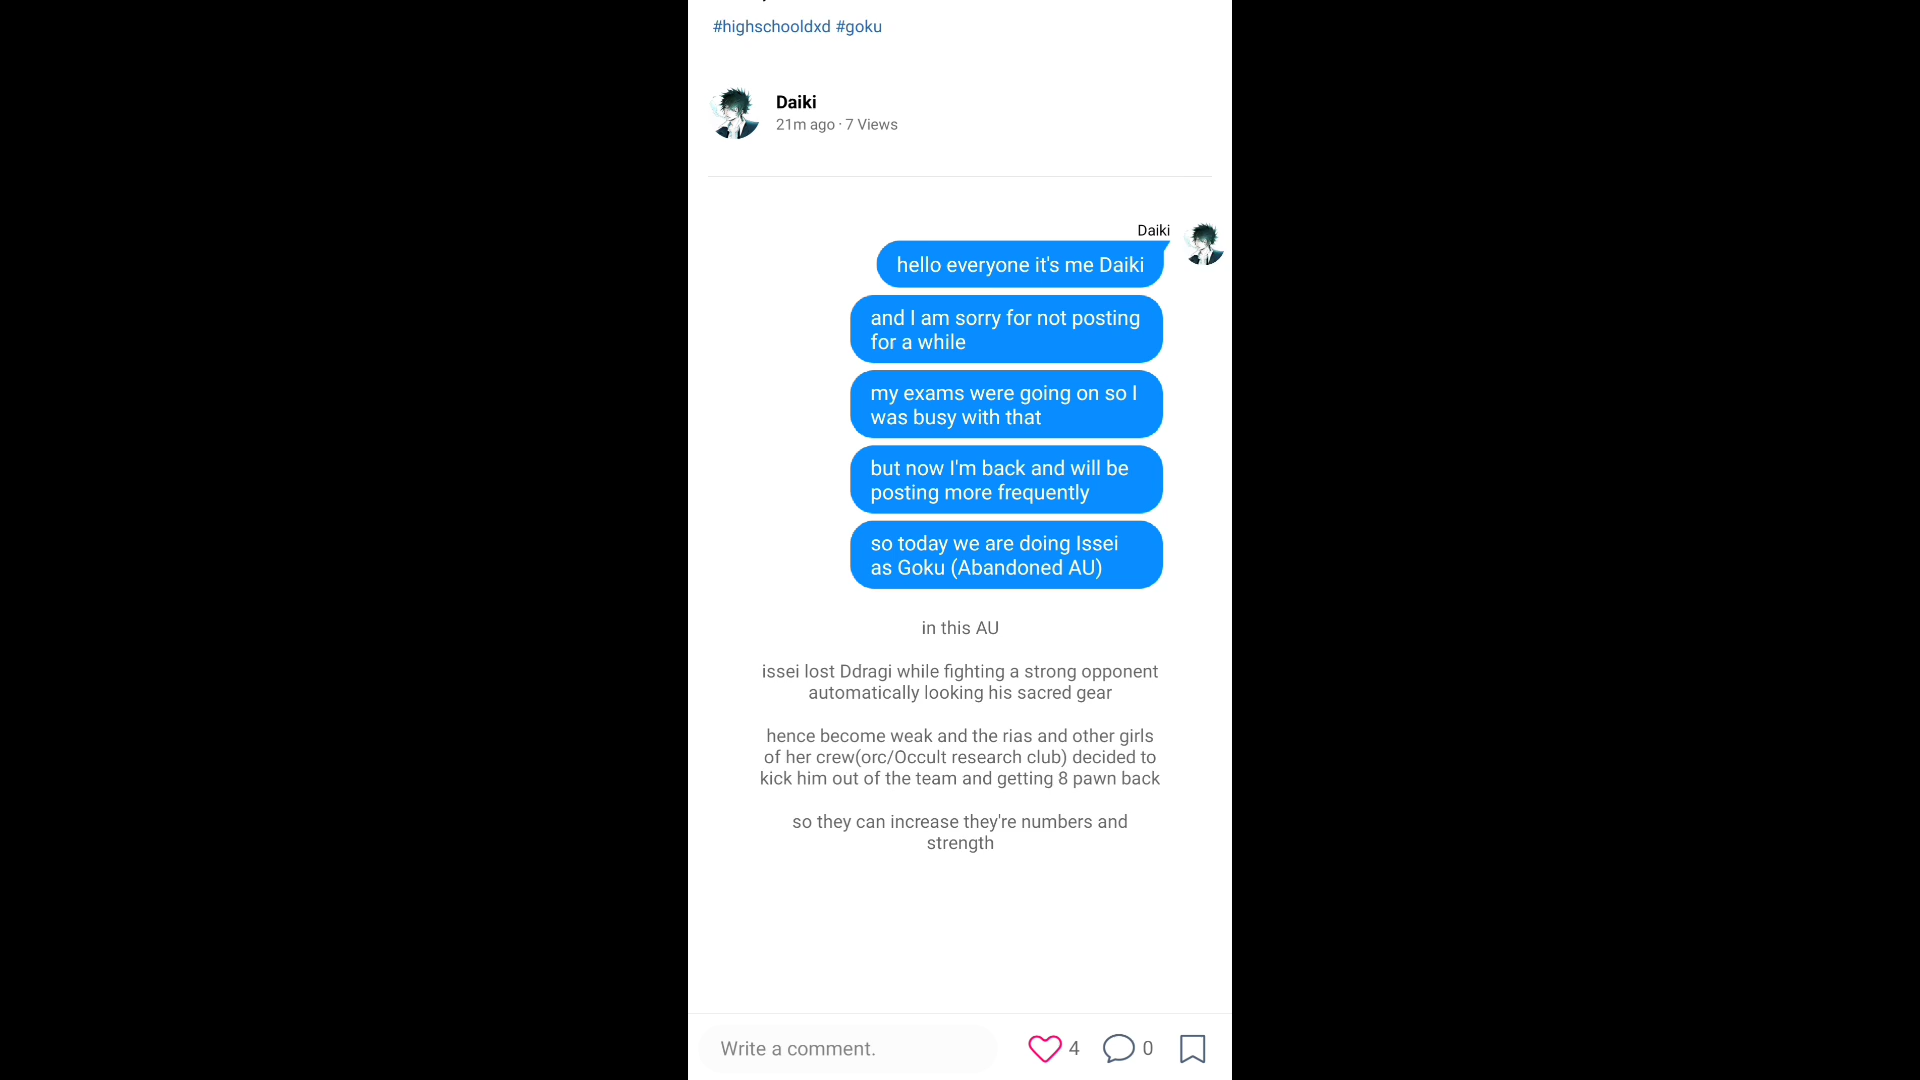 #highschooldxd #goku
Daiki
21m ago · 7 Views
Daiki
hello everyone it's me Daiki
and I am sorry for not posting
for a while
my exams were going on so I
was busy with that
but now I'm back and will be
posting more frequently
so today we are doing Issei
as Goku (Abandoned AU)
in this AU
issei lost Ddragi while fighting a strong opponent
automatically looking his sacred gear
hence become weak and the rias and other girls
of her crew(orc/Occult research club) decided to
kick him out of the team and getting 8 pawn back
so they can increase they're numbers and
strength
Write a comment.
4
0